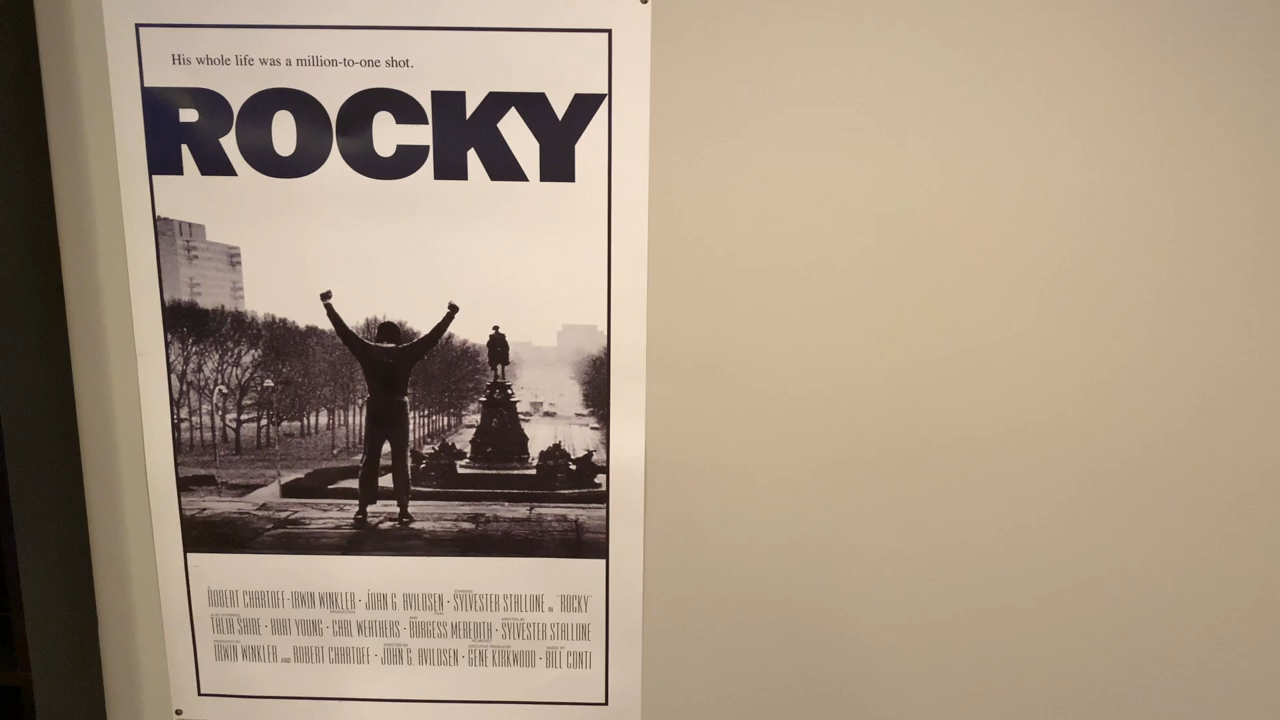 His whole life was a million-to-one shot.
ROCKY
ROBERT CHARTOFF-IRWIN WINKLER · JOHN G. AVILDSEN · SYLVESTER STALLONE IN "ROCKY"
TALIA SHIRE · BURT YOUNG · CARL WEATHERS · AND BURGESS MEREDITH · SYLVESTER STALLONE
IRWIN WINKLER AND ROBERT CHARTOFF · JOHN G. AVILDSEN · GENE KIRKWOOD · BILL CONTI